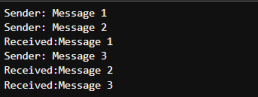 Sender: Message 1
Sender: Message 2
Received:Message 1
Sender: Message 3
Received:Message 2
Received:Message 3